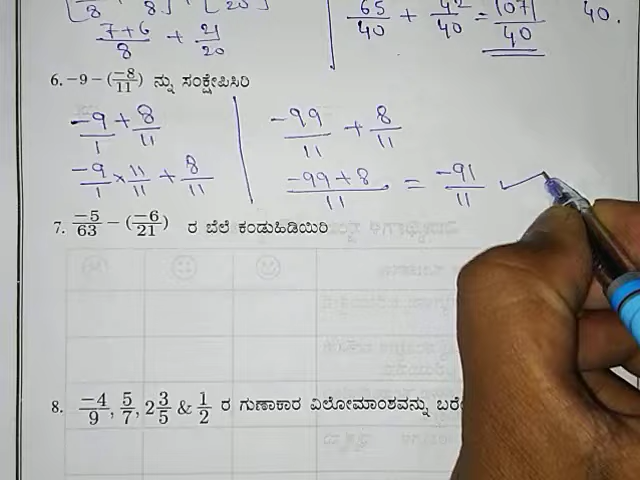 7+6/8 + 21/20
65/40 + 42/40 = 107/40
40.
6. -9 - (-8/11) ನ್ನು ಸಂಕ್ಷೇಪಿಸಿರಿ
-9/1 + 8/11
-99/11 + 8/11
-9/1 × 11/11 + 8/11
-99+8/11 = -91/11
7. -5/63 - (-6/21) ರ ಬೆಲೆ ಕಂಡುಹಿಡಿಯಿರಿ
8. -4/9, 5/7, 2 3/5 & 1/2 ರ ಗುಣಾಕಾರ ವಿಲೋಮಾಂಶವನ್ನು